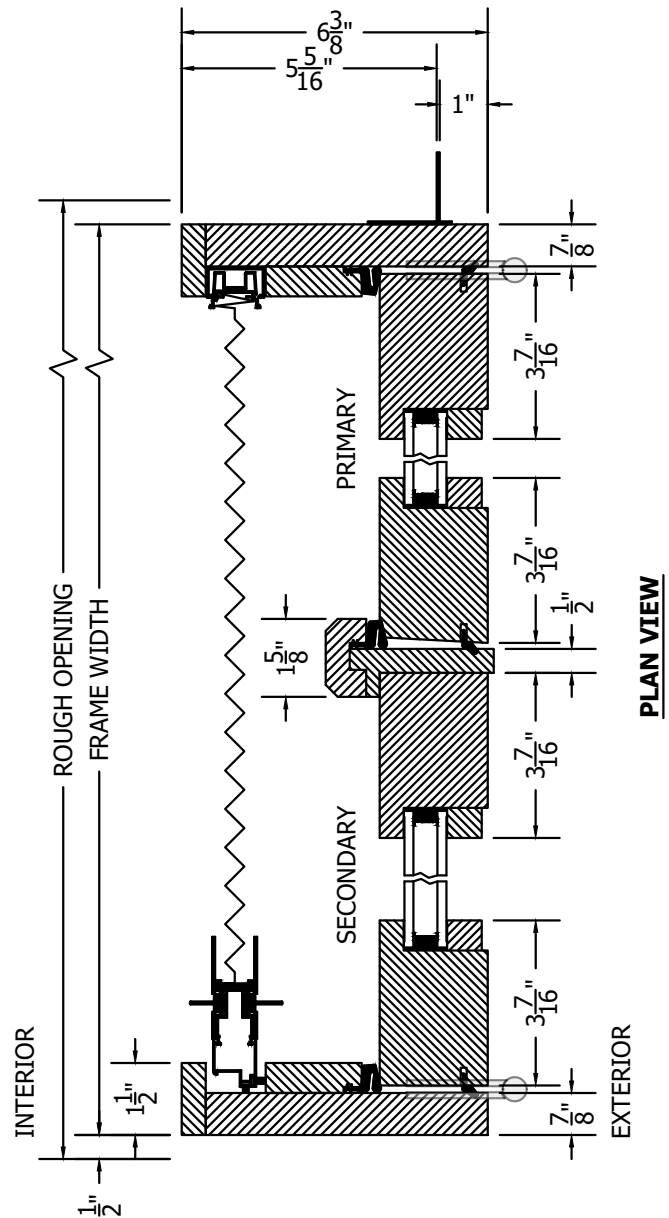 ROUGH OPENING
FRAME WIDTH
1/2"
INTERIOR
1 1/2"
6 3/8"
5 5/16"
1"
1 5/8"
SECONDARY
PRIMARY
7/8"
3 7/16"
3 7/16"
1/2"
3 7/16"
3 7/16"
7/8"
EXTERIOR
PLAN VIEW